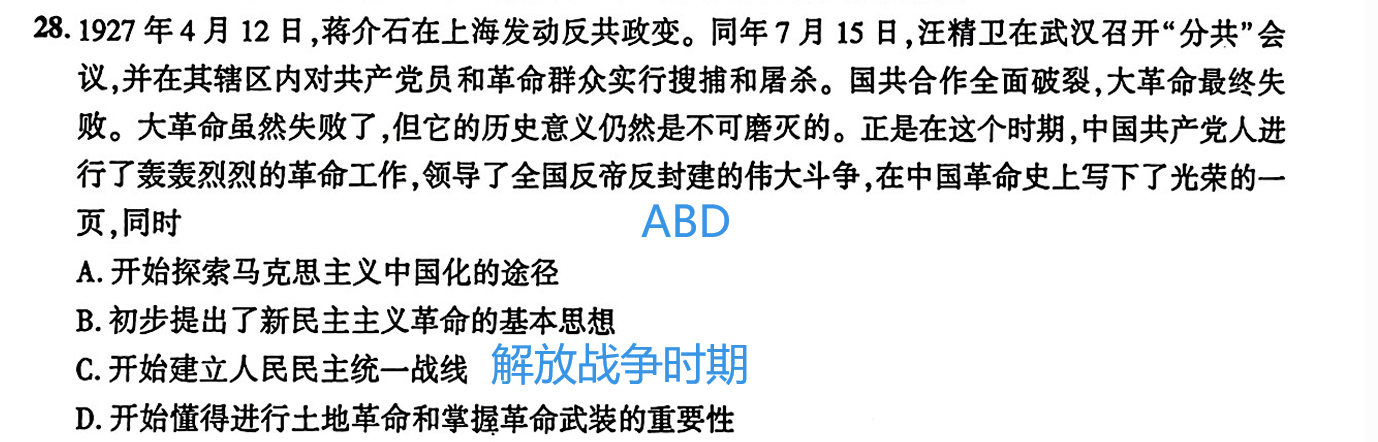 28. 1927年4月12日,蒋介石在上海发动反共政变。同年7月15日,汪精卫在武汉召开“分共”会
议,并在其辖区内对共产党员和革命群众实行搜捕和屠杀。国共合作全面破裂,大革命最终失
败。大革命虽然失败了,但它的历史意义仍然是不可磨灭的。正是在这个时期,中国共产党人进
行了轰轰烈烈的革命工作,领导了全国反帝反封建的伟大斗争,在中国革命史上写下了光荣的一
页,同时
ABD
A. 开始探索马克思主义中国化的途径
B. 初步提出了新民主主义革命的基本思想
C. 开始建立人民民主统一战线 解放战争时期
D. 开始懂得进行土地革命和掌握革命武装的重要性